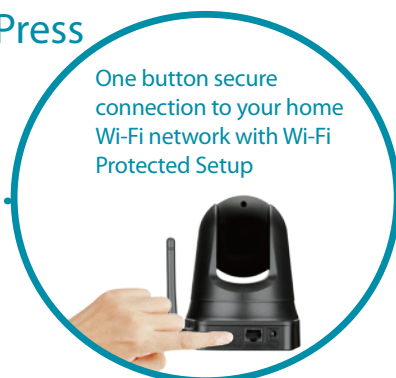 Press
One button secure
connection to your home
Wi-Fi network with Wi-Fi
Protected Setup